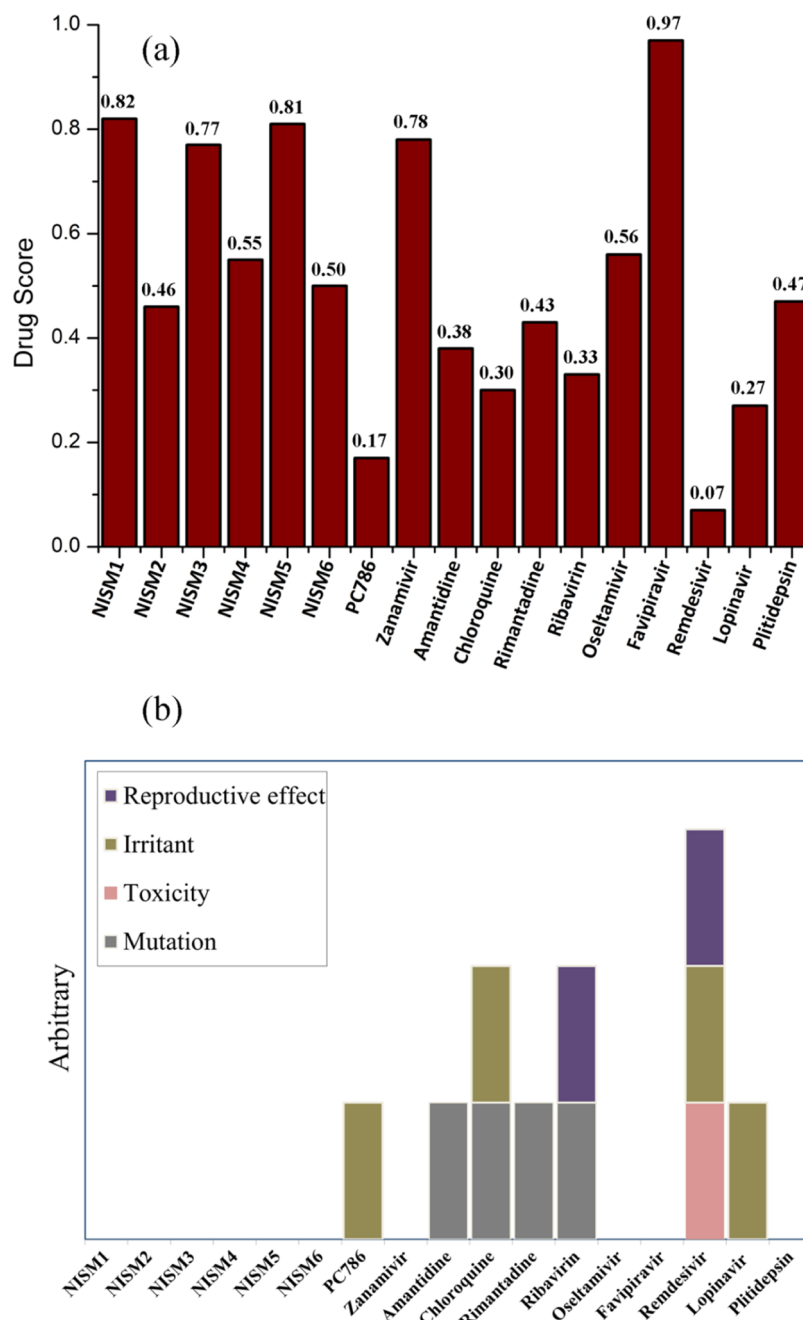 (a)
Drug Score
1.0
0.8
0.6
0.4
0.2
0.0
0.82
0.46
0.77
0.55
0.81
0.50
0.17
0.78
0.38
0.30
0.43
0.33
0.56
0.97
0.07
0.27
0.47
NISM1
NISM2
NISM3
NISM4
NISM5
NISM6
PC786
Zanamivir
Amantidine
Chloroquine
Rimantadine
Ribavirin
Oseltamivir
Favipiravir
Remdesivir
Lopinavir
Plitidepsin
(b)
Reproductive effect
Irritant
Toxicity
Mutation
Arbitrary
NISM1
NISM2
NISM3
NISM4
NISM5
NISM6
PC786
Zanamivir
Amantidine
Chloroquine
Rimantadine
Ribavirin
Oseltamivir
Favipiravir
Remdesivir
Lopinavir
Plitidepsin